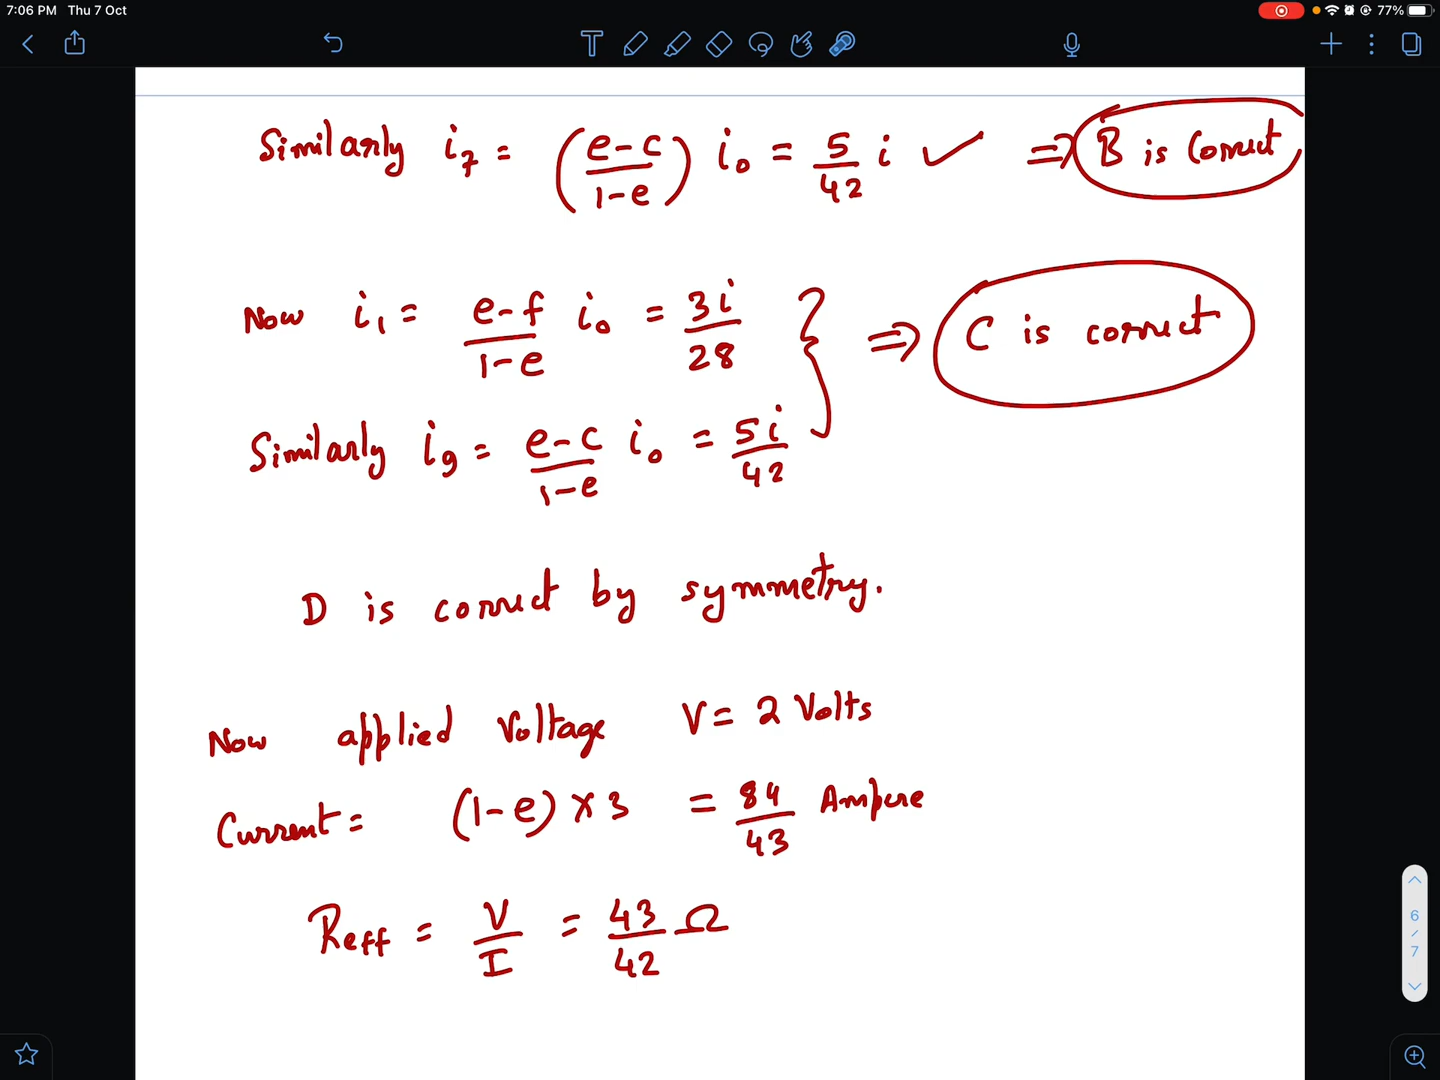 7:06 PM Thu 7 Oct
77%
Similarly i₇ = ((e-c)/(1-e)) i₀ = 5/42 i ✓ ⇒ B is correct
Now i₁ = (e-f)/(1-e) i₀ = 3i/28 } ⇒ C is correct
Similarly i₉ = (e-c)/(1-e) i₀ = 5i/42
D is correct by symmetry.
Now applied Voltage V = 2 Volts
Current = (1-e) × 3 = 84/43 Ampere
Reff = V/I = 43/42 Ω
6/7